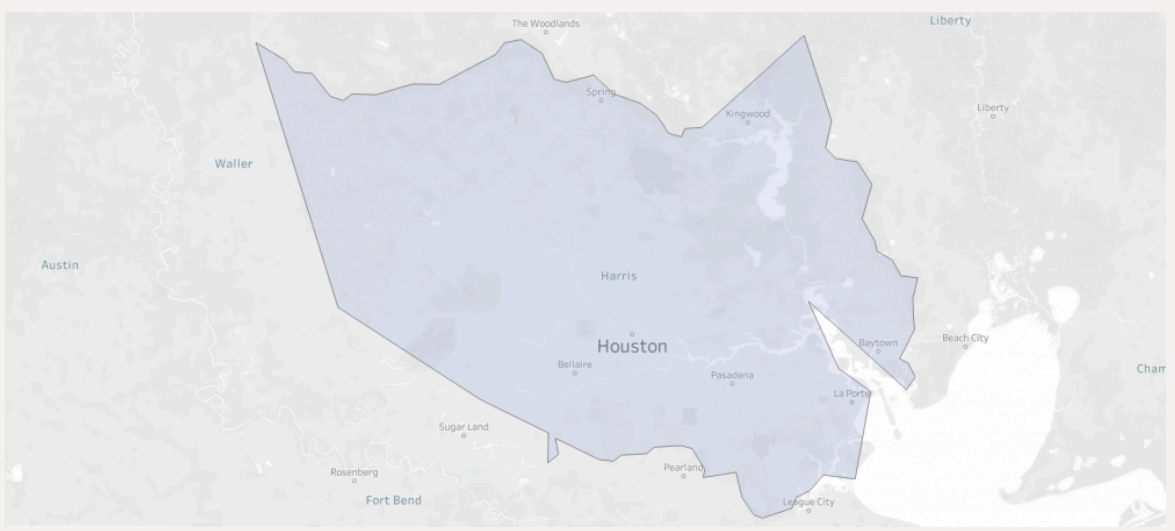 Liberty
The Woodlands
Spring
Liberty
Kingwood
Waller
Austin
Harris
Houston
Baytown
Beach City
Bellaire
Pasadena
Cham
La Porte
Sugar Land
Pearland
Rosenberg
Fort Bend
League City